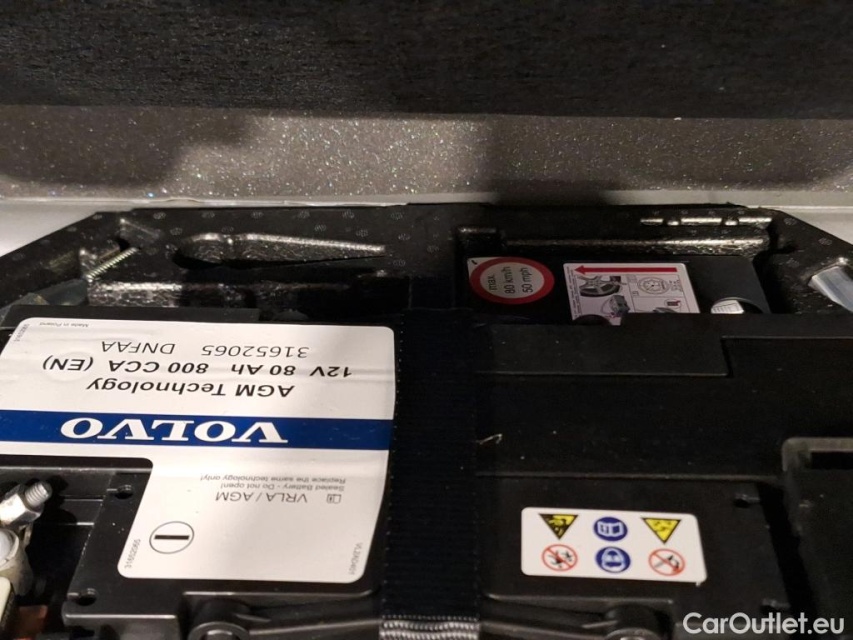 max
80 km/h
50 mph
Made in Poland
31652065 DNFAA
12V 80 Ah 800 CCA (EN)
AGM Technology
VOLVO
Replace the same technology only!
Sealed Battery - Do not open!
VRLA / AGM
CarOutlet.eu